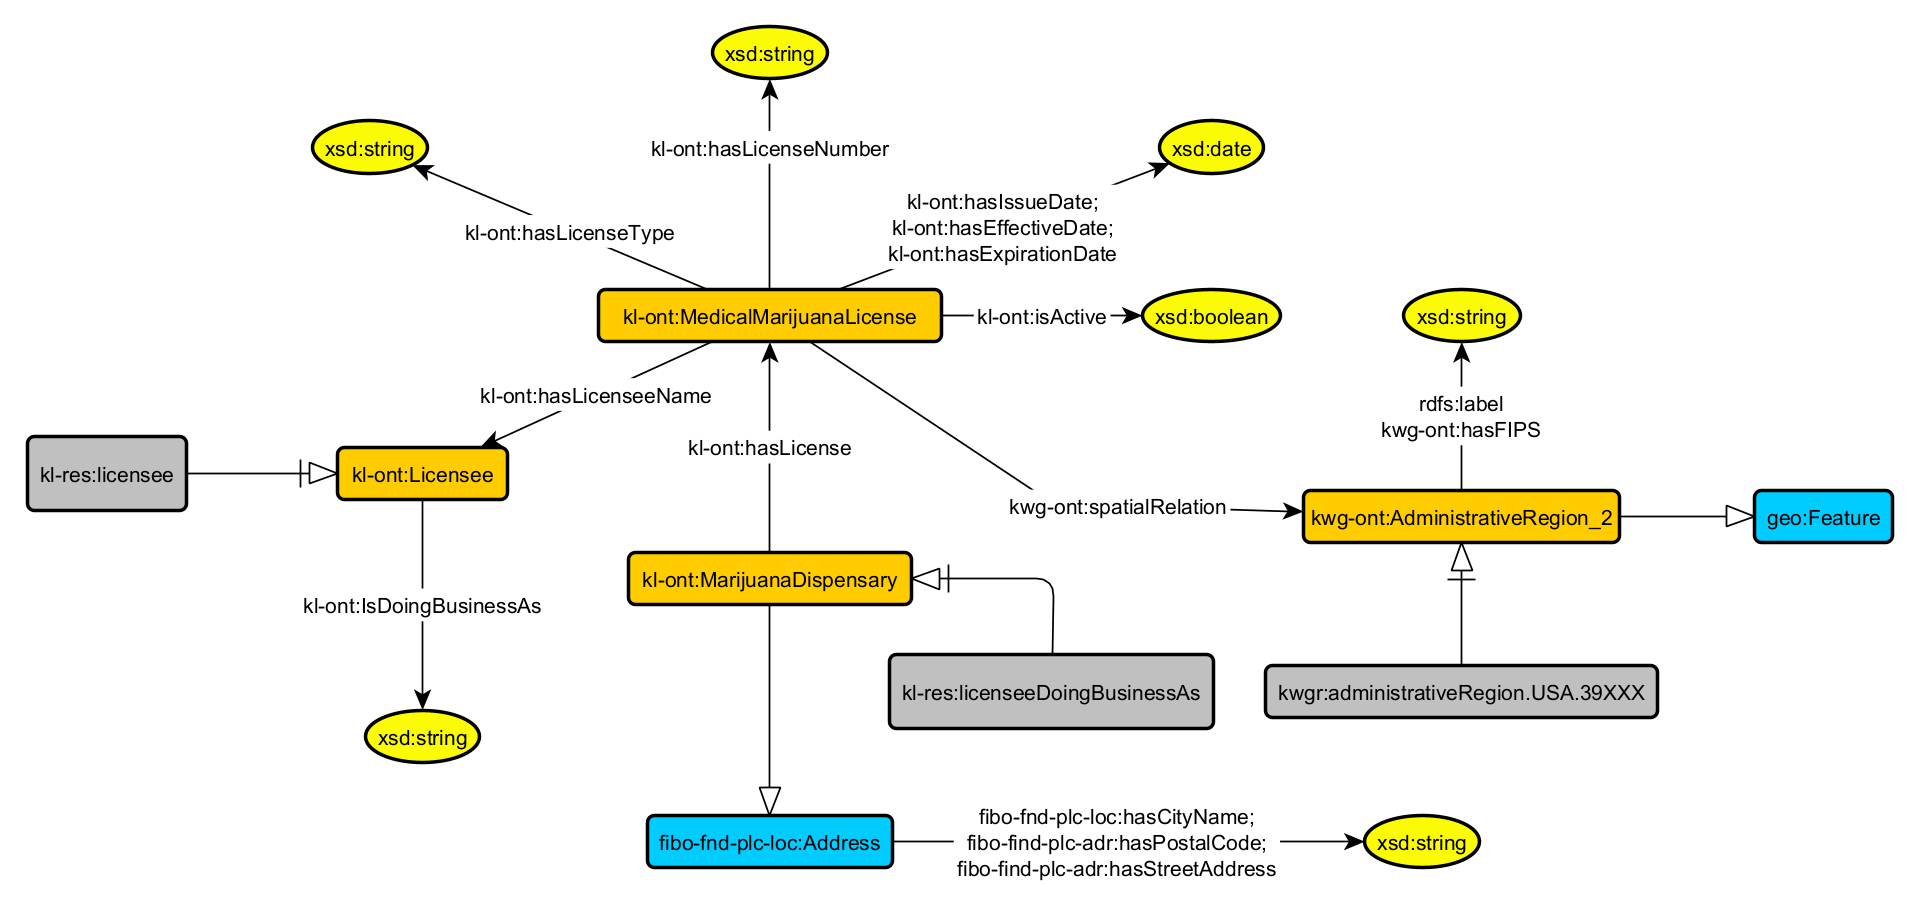 xsd:string
xsd:string
kl-ont:hasLicenseNumber
xsd:date
kl-ont:hasLicenseType
kl-ont:hasIssueDate;
kl-ont:hasEffectiveDate;
kl-ont:hasExpirationDate
kl-ont:MedicalMarijuanaLicense
kl-ont:isActive
xsd:boolean
xsd:string
kl-ont:hasLicenseeName
rdfs:label
kwg-ont:hasFIPS
kl-ont:hasLicense
kl-res:licensee
kl-ont:Licensee
kwg-ont:spatialRelation
kwg-ont:AdministrativeRegion_2
geo:Feature
kl-ont:MarijuanaDispensary
kl-ont:IsDoingBusinessAs
kl-res:licenseeDoingBusinessAs
kwgr:administrativeRegion.USA.39XXX
xsd:string
fibo-fnd-plc-loc:Address
fibo-fnd-plc-loc:hasCityName;
fibo-find-plc-adr:hasPostalCode;
fibo-find-plc-adr:hasStreetAddress
xsd:string